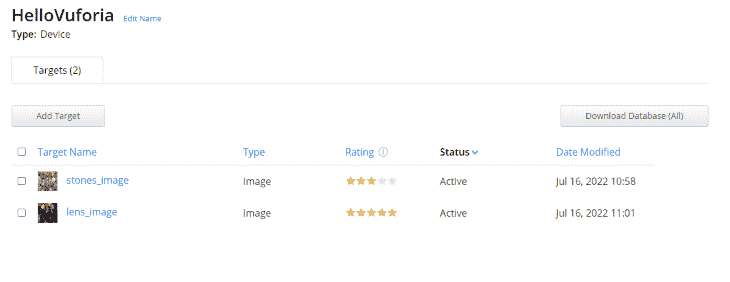 HelloVuforia Edit Name
Type: Device
Targets (2)
Add Target Download Database (All)
Target Name Type Rating Status Date Modified
stones_image Image Active Jul 16, 2022 10:58
lens_image Image Active Jul 16, 2022 11:01